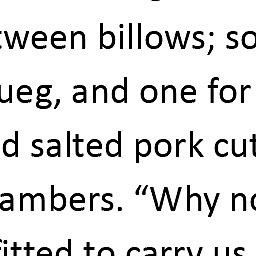 tween billows; so
ueg, and one for
d salted pork cut
ambers. “Why no
fitted to carry us